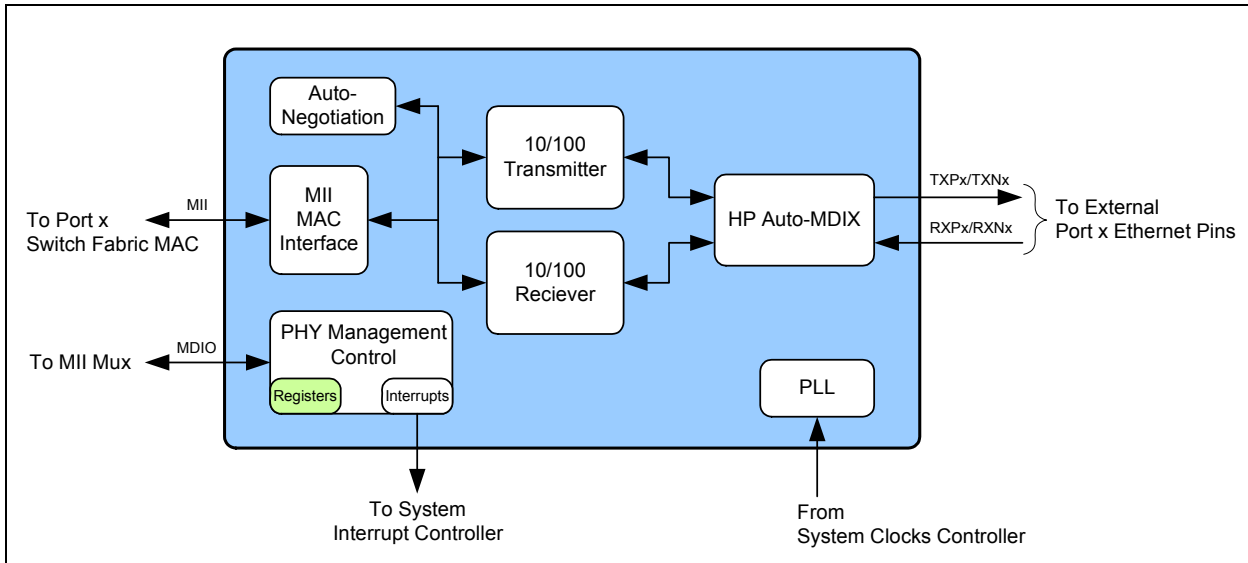 Auto-
Negotiation
10/100
Transmitter
MII
MAC
Interface
MII
To Port x
Switch Fabric MAC
HP Auto-MDIX
TXPx/TXNx
RXPx/RXNx
To External
Port x Ethernet Pins
10/100
Reciever
PHY Management
Control
MDIO
To MII Mux
Registers
Interrupts
PLL
To System
Interrupt Controller
From
System Clocks Controller